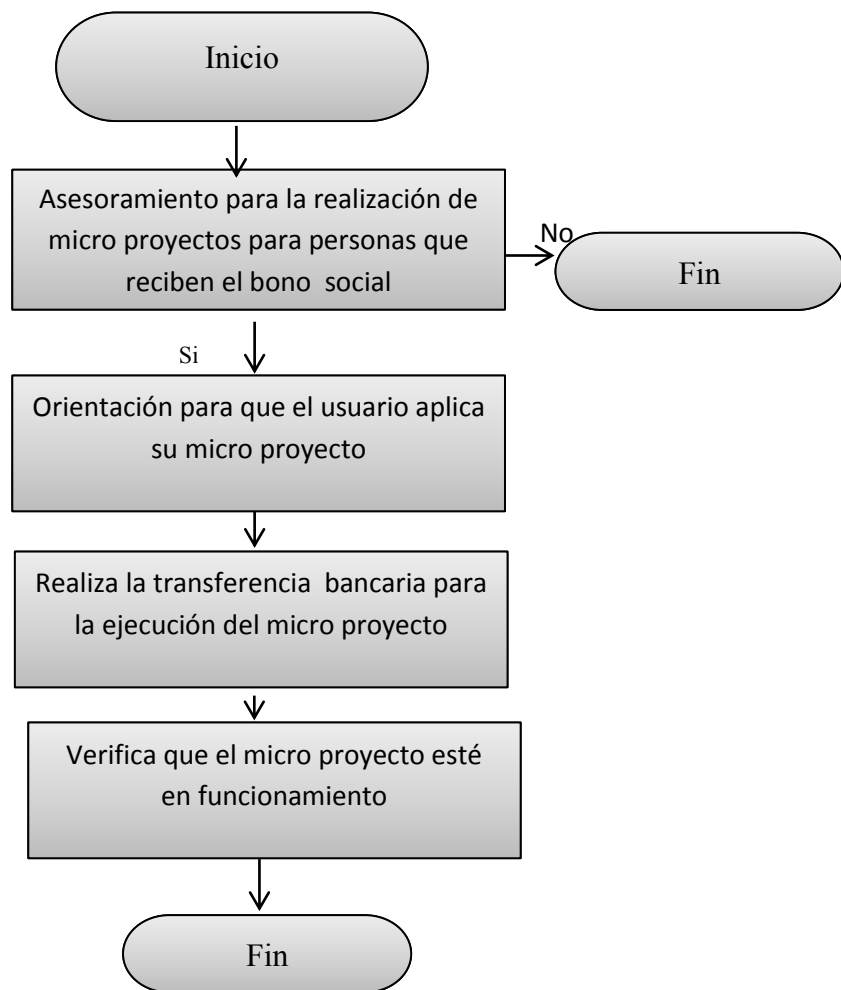 Inicio
Asesoramiento para la realización de
micro proyectos para personas que
reciben el bono  social
No
Fin
Si
Orientación para que el usuario aplica
su micro proyecto
Realiza la transferencia  bancaria para
la ejecución del micro proyecto
Verifica que el micro proyecto esté
en funcionamiento
Fin